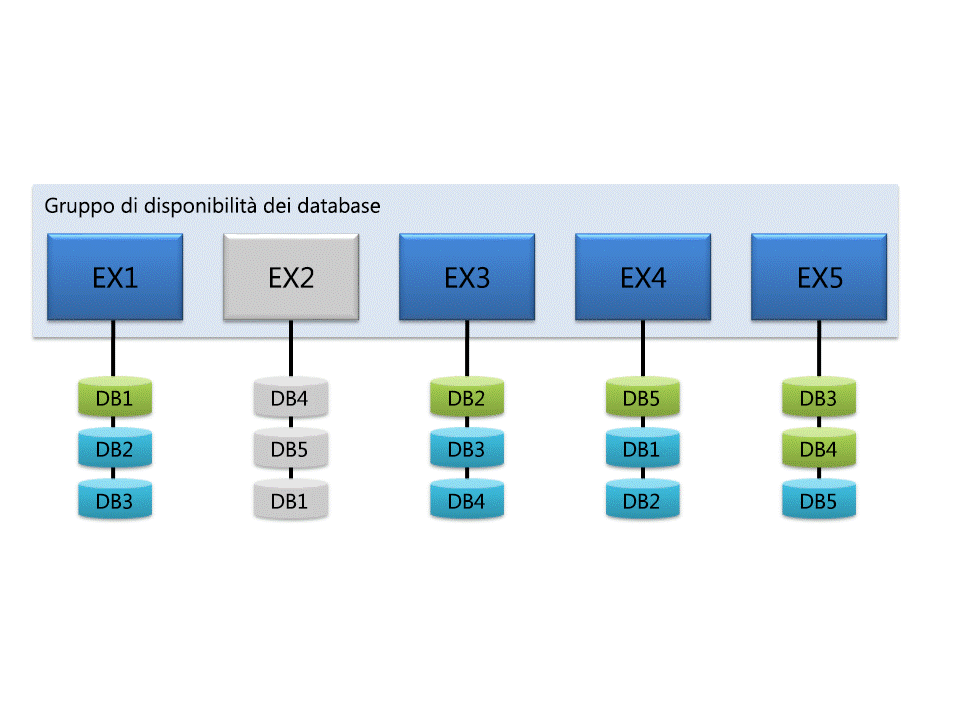 Gruppo di disponibilità dei database
EX1 EX2 EX3 EX4 EX5
DB1 DB4 DB2 DB5 DB3
DB2 DB5 DB3 DB1 DB4
DB3 DB1 DB4 DB2 DB5